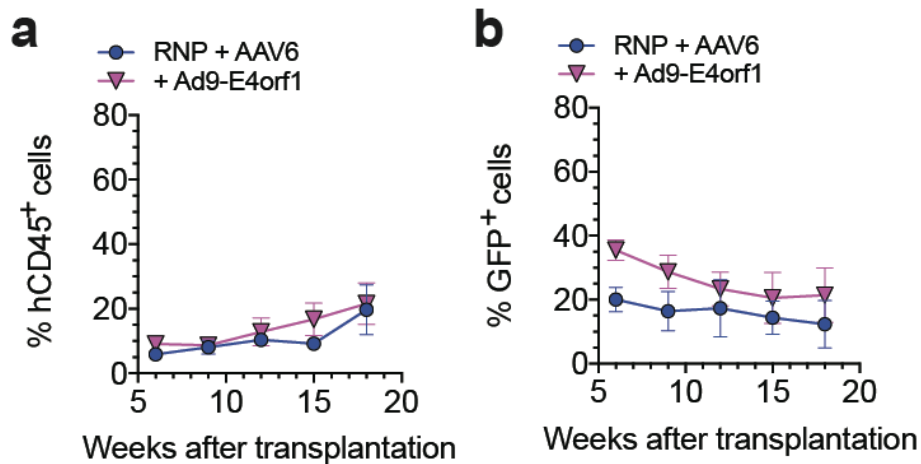 a
RNP + AAV6
+ Ad9-E4orf1
% hCD45+ cells
80
60
40
20
0
5 10 15 20
Weeks after transplantation
b
RNP + AAV6
+ Ad9-E4orf1
% GFP+ cells
80
60
40
20
0
5 10 15 20
Weeks after transplantation